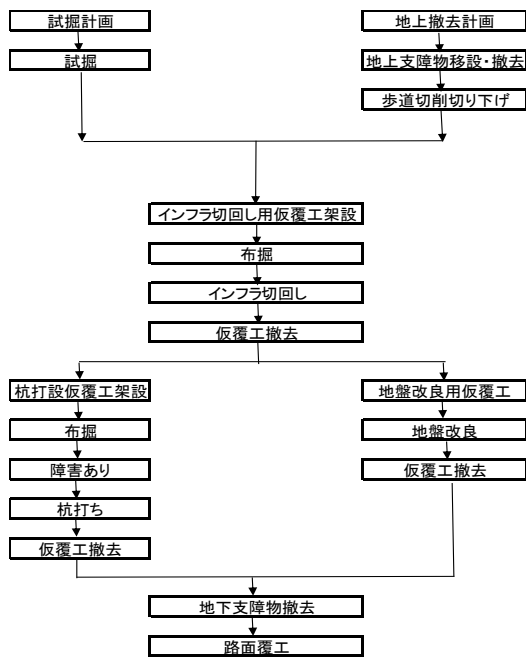 試掘計画
試掘
地上撤去計画
地上支障物移設・撤去
歩道切削切り下げ
インフラ切回し用仮覆工架設
布掘
インフラ切回し
仮覆工撤去
杭打設仮覆工架設
布掘
障害あり
杭打ち
仮覆工撤去
地盤改良用仮覆工
地盤改良
仮覆工撤去
地下支障物撤去
路面覆工